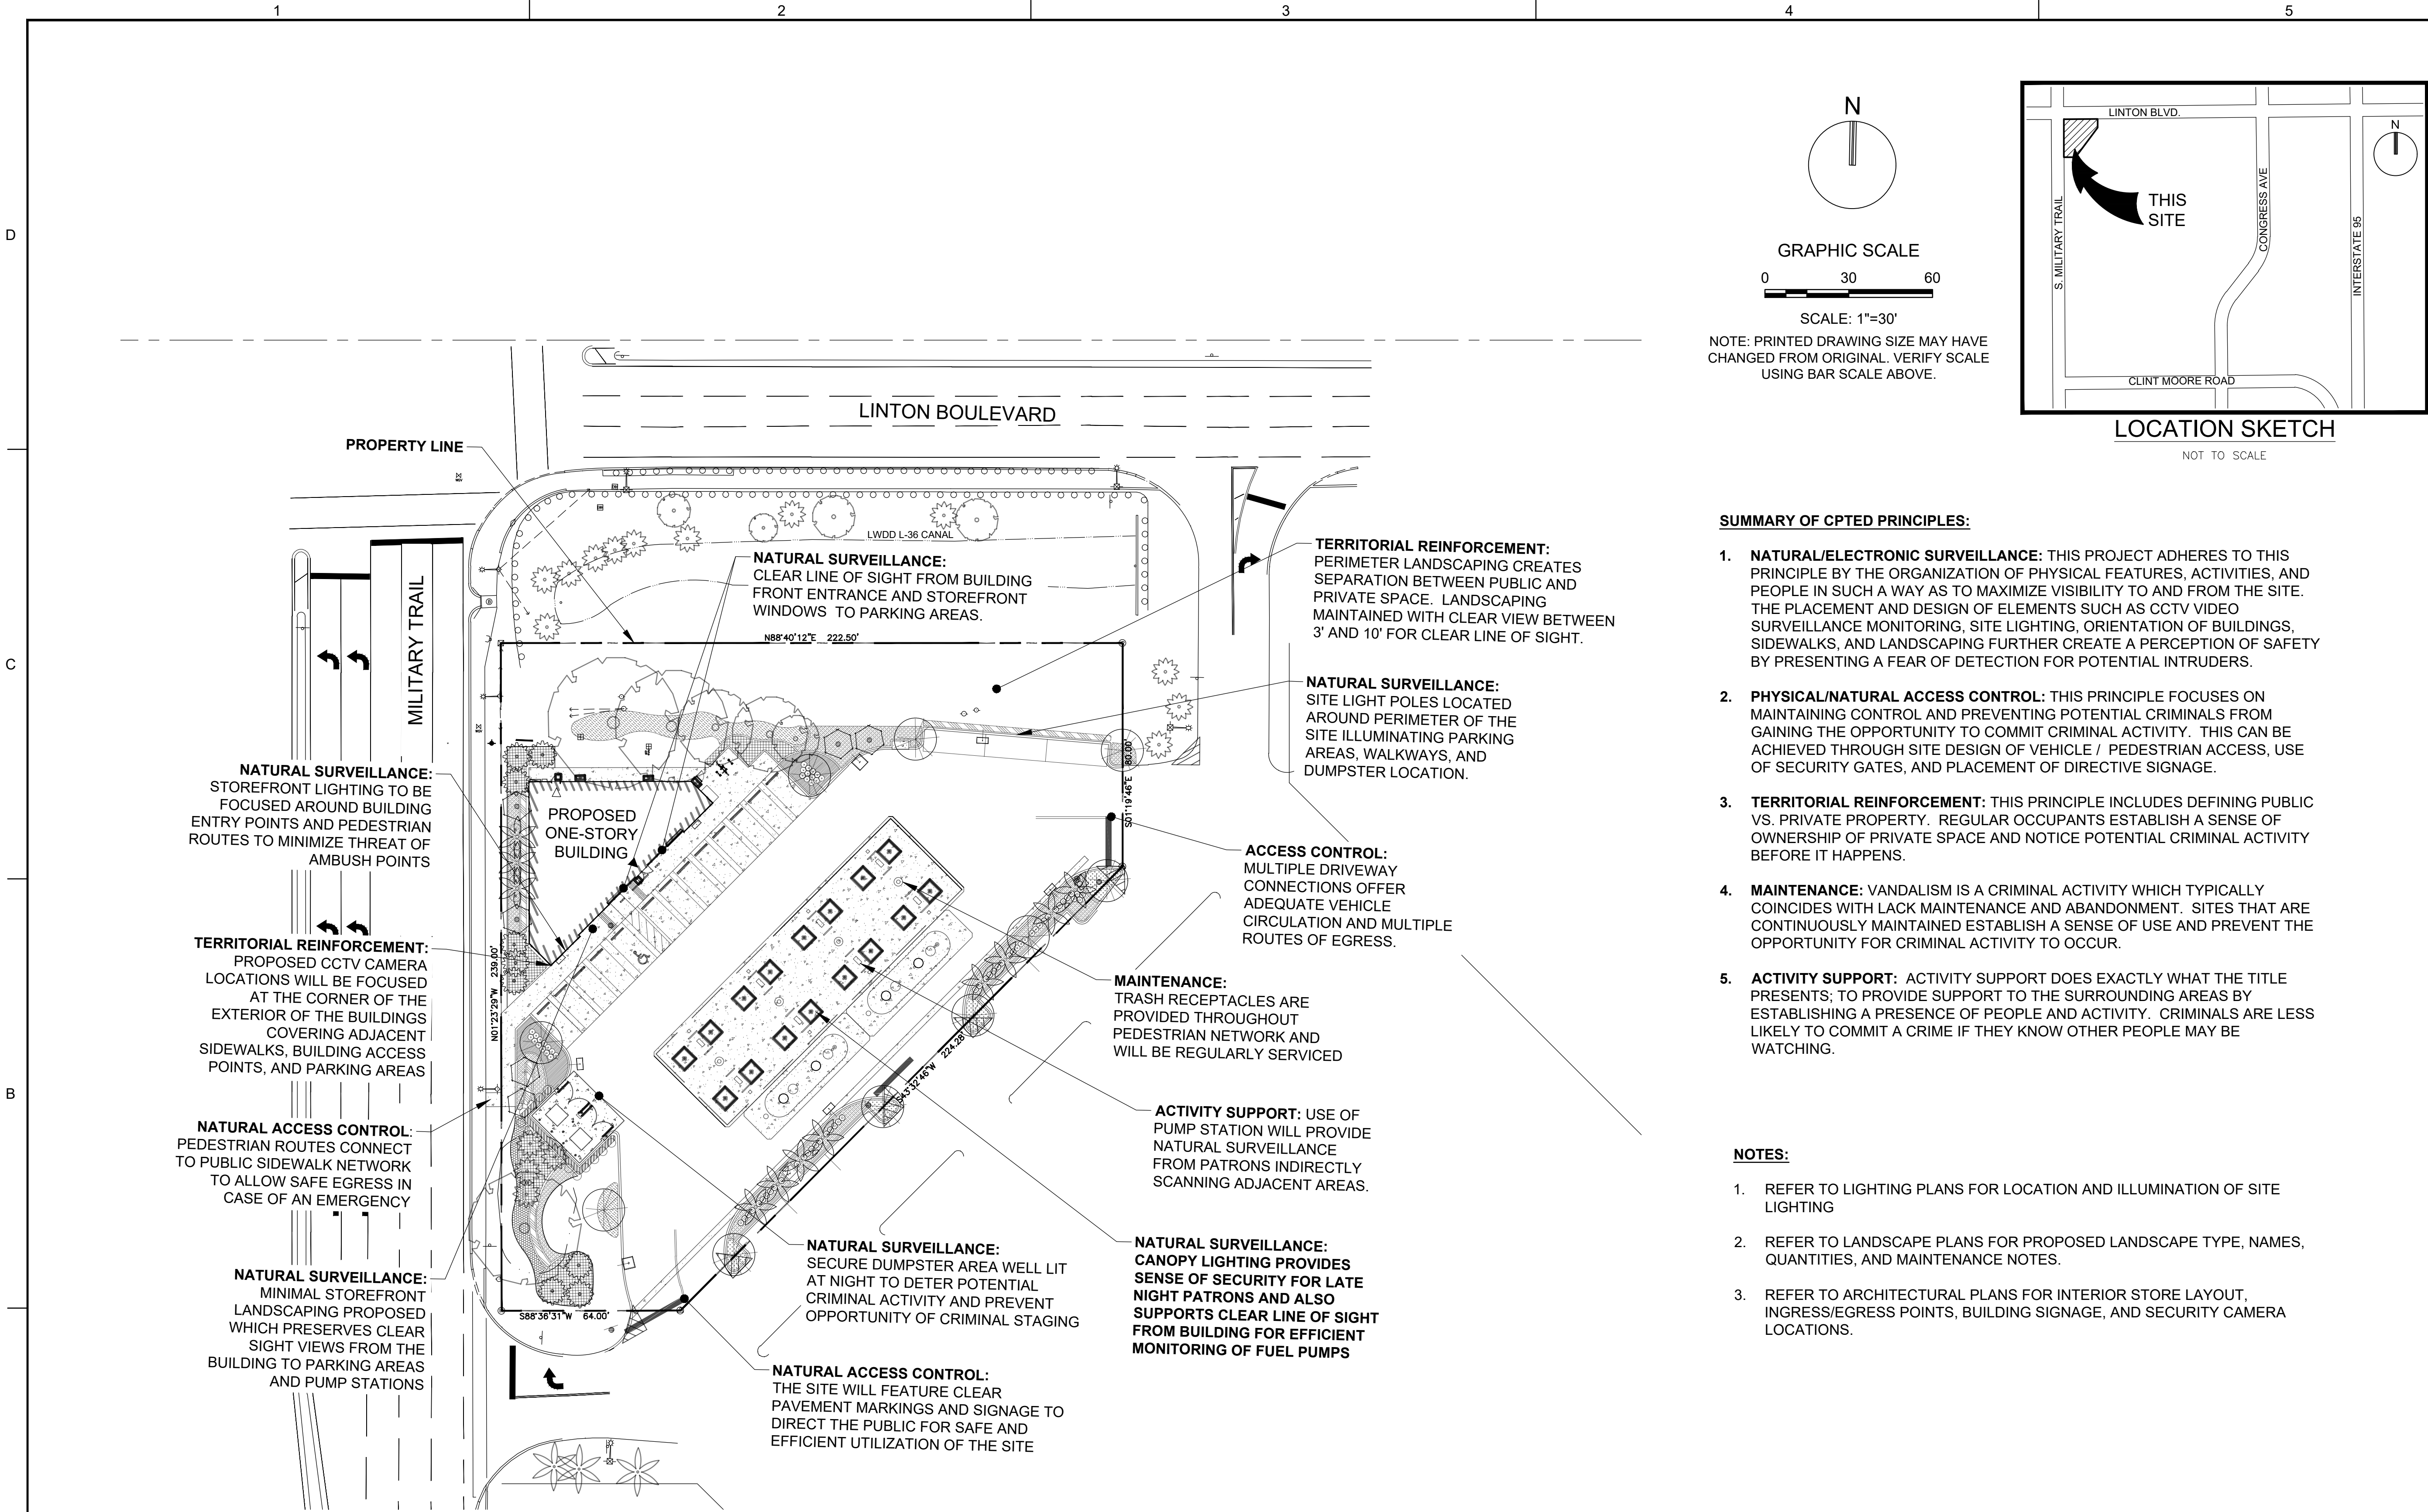 1
2
3
4
5
D
C
B
N
GRAPHIC SCALE
0 30 60
SCALE: 1"=30'
NOTE: PRINTED DRAWING SIZE MAY HAVE
CHANGED FROM ORIGINAL. VERIFY SCALE
USING BAR SCALE ABOVE.
LINTON BLVD.
N
S. MILITARY TRAIL
THIS
SITE
CONGRESS AVE
INTERSTATE 95
CLINT MOORE ROAD
LOCATION SKETCH
NOT TO SCALE
LINTON BOULEVARD
PROPERTY LINE
LWDD L-36 CANAL
MILITARY TRAIL
NATURAL SURVEILLANCE:
CLEAR LINE OF SIGHT FROM BUILDING
FRONT ENTRANCE AND STOREFRONT
WINDOWS TO PARKING AREAS.
N88°40'12"E 222.50'
TERRITORIAL REINFORCEMENT:
PERIMETER LANDSCAPING CREATES
SEPARATION BETWEEN PUBLIC AND
PRIVATE SPACE. LANDSCAPING
MAINTAINED WITH CLEAR VIEW BETWEEN
3' AND 10' FOR CLEAR LINE OF SIGHT.
NATURAL SURVEILLANCE:
SITE LIGHT POLES LOCATED
AROUND PERIMETER OF THE
SITE ILLUMINATING PARKING
AREAS, WALKWAYS, AND
DUMPSTER LOCATION.
S01°19'46"E 80.00'
NATURAL SURVEILLANCE:
STOREFRONT LIGHTING TO BE
FOCUSED AROUND BUILDING
ENTRY POINTS AND PEDESTRIAN
ROUTES TO MINIMIZE THREAT OF
AMBUSH POINTS
PROPOSED
ONE-STORY
BUILDING
ACCESS CONTROL:
MULTIPLE DRIVEWAY
CONNECTIONS OFFER
ADEQUATE VEHICLE
CIRCULATION AND MULTIPLE
ROUTES OF EGRESS.
TERRITORIAL REINFORCEMENT:
PROPOSED CCTV CAMERA
LOCATIONS WILL BE FOCUSED
AT THE CORNER OF THE
EXTERIOR OF THE BUILDINGS
COVERING ADJACENT
SIDEWALKS, BUILDING ACCESS
POINTS, AND PARKING AREAS
N01°23'29"W 239.00'
MAINTENANCE:
TRASH RECEPTACLES ARE
PROVIDED THROUGHOUT
PEDESTRIAN NETWORK AND
WILL BE REGULARLY SERVICED
S43°32'46"W 224.28'
NATURAL ACCESS CONTROL:
PEDESTRIAN ROUTES CONNECT
TO PUBLIC SIDEWALK NETWORK
TO ALLOW SAFE EGRESS IN
CASE OF AN EMERGENCY
ACTIVITY SUPPORT: USE OF
PUMP STATION WILL PROVIDE
NATURAL SURVEILLANCE
FROM PATRONS INDIRECTLY
SCANNING ADJACENT AREAS.
NATURAL SURVEILLANCE:
MINIMAL STOREFRONT
LANDSCAPING PROPOSED
WHICH PRESERVES CLEAR
SIGHT VIEWS FROM THE
BUILDING TO PARKING AREAS
AND PUMP STATIONS
S88°36'31"W 64.00'
NATURAL SURVEILLANCE:
SECURE DUMPSTER AREA WELL LIT
AT NIGHT TO DETER POTENTIAL
CRIMINAL ACTIVITY AND PREVENT
OPPORTUNITY OF CRIMINAL STAGING
NATURAL SURVEILLANCE:
CANOPY LIGHTING PROVIDES
SENSE OF SECURITY FOR LATE
NIGHT PATRONS AND ALSO
SUPPORTS CLEAR LINE OF SIGHT
FROM BUILDING FOR EFFICIENT
MONITORING OF FUEL PUMPS
NATURAL ACCESS CONTROL:
THE SITE WILL FEATURE CLEAR
PAVEMENT MARKINGS AND SIGNAGE TO
DIRECT THE PUBLIC FOR SAFE AND
EFFICIENT UTILIZATION OF THE SITE
SUMMARY OF CPTED PRINCIPLES:
1. NATURAL/ELECTRONIC SURVEILLANCE: THIS PROJECT ADHERES TO THIS
PRINCIPLE BY THE ORGANIZATION OF PHYSICAL FEATURES, ACTIVITIES, AND
PEOPLE IN SUCH A WAY AS TO MAXIMIZE VISIBILITY TO AND FROM THE SITE.
THE PLACEMENT AND DESIGN OF ELEMENTS SUCH AS CCTV VIDEO
SURVEILLANCE MONITORING, SITE LIGHTING, ORIENTATION OF BUILDINGS,
SIDEWALKS, AND LANDSCAPING FURTHER CREATE A PERCEPTION OF SAFETY
BY PRESENTING A FEAR OF DETECTION FOR POTENTIAL INTRUDERS.
2. PHYSICAL/NATURAL ACCESS CONTROL: THIS PRINCIPLE FOCUSES ON
MAINTAINING CONTROL AND PREVENTING POTENTIAL CRIMINALS FROM
GAINING THE OPPORTUNITY TO COMMIT CRIMINAL ACTIVITY. THIS CAN BE
ACHIEVED THROUGH SITE DESIGN OF VEHICLE / PEDESTRIAN ACCESS, USE
OF SECURITY GATES, AND PLACEMENT OF DIRECTIVE SIGNAGE.
3. TERRITORIAL REINFORCEMENT: THIS PRINCIPLE INCLUDES DEFINING PUBLIC
VS. PRIVATE PROPERTY. REGULAR OCCUPANTS ESTABLISH A SENSE OF
OWNERSHIP OF PRIVATE SPACE AND NOTICE POTENTIAL CRIMINAL ACTIVITY
BEFORE IT HAPPENS.
4. MAINTENANCE: VANDALISM IS A CRIMINAL ACTIVITY WHICH TYPICALLY
COINCIDES WITH LACK MAINTENANCE AND ABANDONMENT. SITES THAT ARE
CONTINUOUSLY MAINTAINED ESTABLISH A SENSE OF USE AND PREVENT THE
OPPORTUNITY FOR CRIMINAL ACTIVITY TO OCCUR.
5. ACTIVITY SUPPORT: ACTIVITY SUPPORT DOES EXACTLY WHAT THE TITLE
PRESENTS; TO PROVIDE SUPPORT TO THE SURROUNDING AREAS BY
ESTABLISHING A PRESENCE OF PEOPLE AND ACTIVITY. CRIMINALS ARE LESS
LIKELY TO COMMIT A CRIME IF THEY KNOW OTHER PEOPLE MAY BE
WATCHING.
NOTES:
1. REFER TO LIGHTING PLANS FOR LOCATION AND ILLUMINATION OF SITE
LIGHTING
2. REFER TO LANDSCAPE PLANS FOR PROPOSED LANDSCAPE TYPE, NAMES,
QUANTITIES, AND MAINTENANCE NOTES.
3. REFER TO ARCHITECTURAL PLANS FOR INTERIOR STORE LAYOUT,
INGRESS/EGRESS POINTS, BUILDING SIGNAGE, AND SECURITY CAMERA
LOCATIONS.